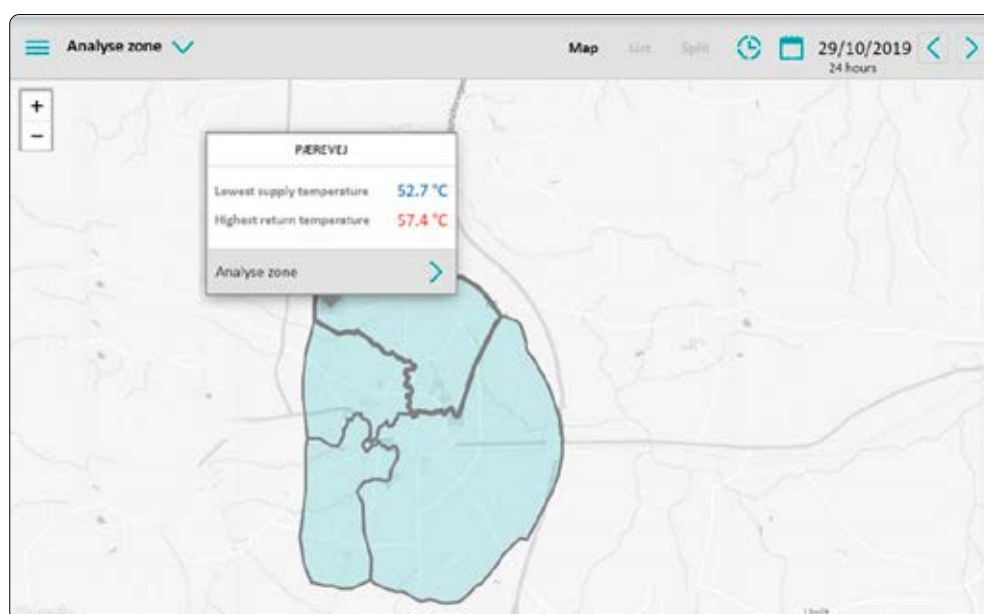 Analyse zone
Map List Split 29/10/2019
24 hours
+
−
PÆREVEJ
Lowest supply temperature 52.7 °C
Highest return temperature 57.4 °C
Analyse zone